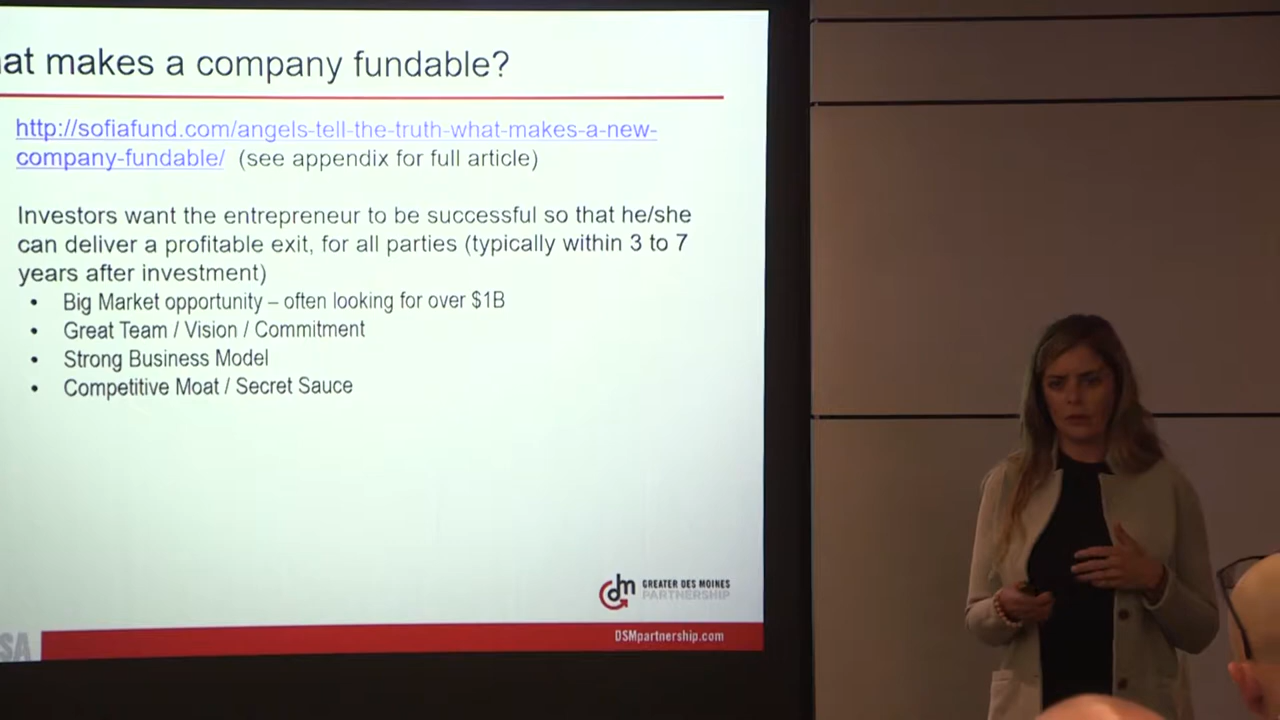 at makes a company fundable?
http://sofiafund.com/angels-tell-the-truth-what-makes-a-new-
company-fundable/ (see appendix for full article)
Investors want the entrepreneur to be successful so that he/she
can deliver a profitable exit, for all parties (typically within 3 to 7
years after investment)
• Big Market opportunity – often looking for over $1B
• Great Team / Vision / Commitment
• Strong Business Model
• Competitive Moat / Secret Sauce
dm GREATER DES MOINES
PARTNERSHIP
SA
DSMpartnership.com